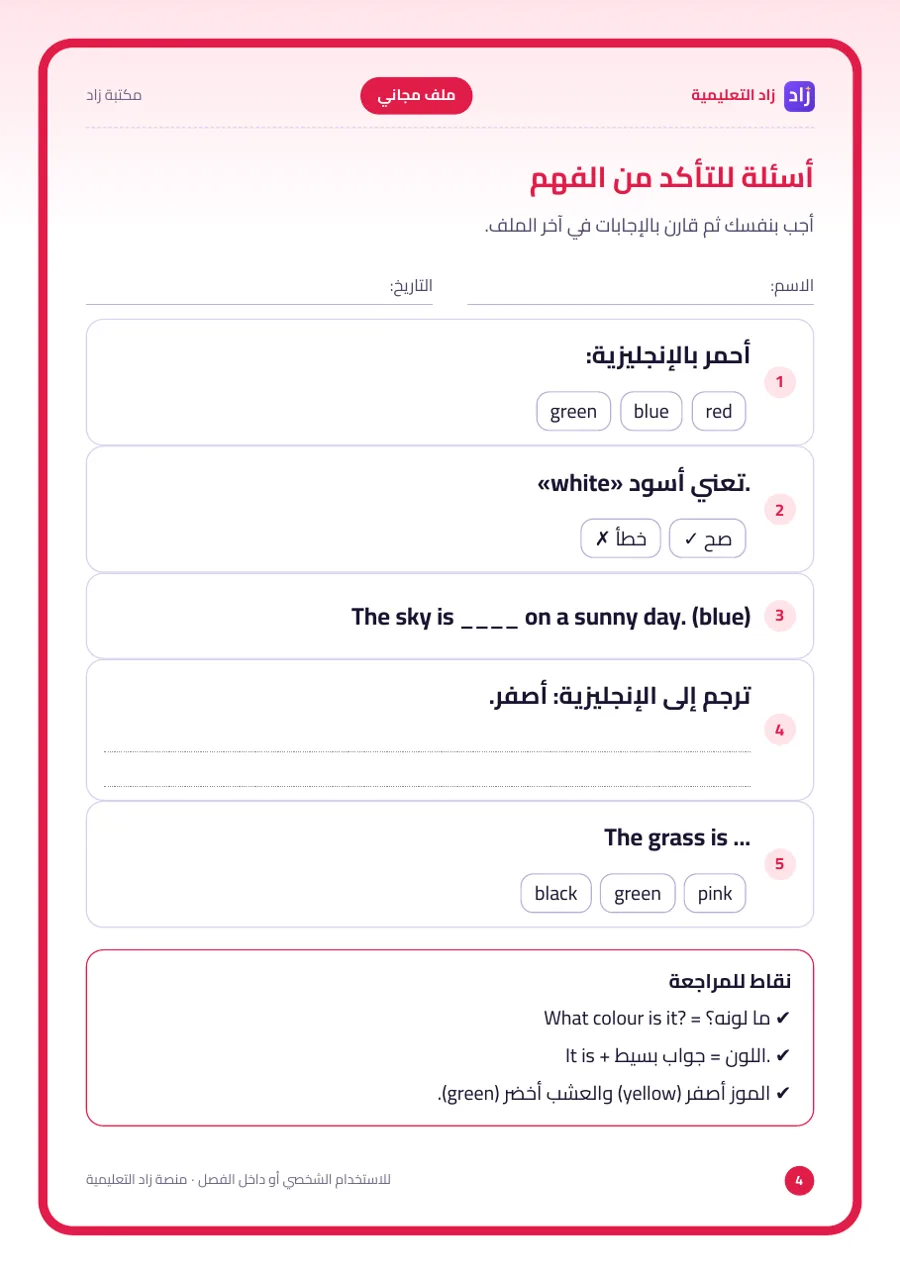 زاد زاد التعليمية
ملف مجاني
مكتبة زاد
أسئلة للتأكد من الفهم
أجب بنفسك ثم قارن بالإجابات في آخر الملف.
الاسم:
التاريخ:
1
أحمر بالإنجليزية:
red blue green
2
«white» تعني أسود.
صح ✓ خطأ ✗
3
The sky is ____ on a sunny day. (blue)
4
ترجم إلى الإنجليزية: أصفر.
5
The grass is ...
pink green black
نقاط للمراجعة
✔ ما لونه؟ = What colour is it?
✔ It is + اللون = جواب بسيط.
✔ الموز أصفر (yellow) والعشب أخضر (green).
4
للاستخدام الشخصي أو داخل الفصل · منصة زاد التعليمية